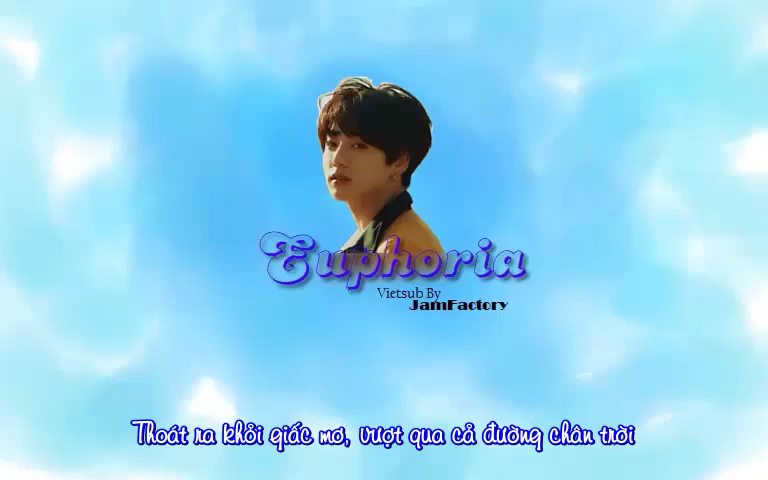 Euphoria
Vietsub By
JamFactory
Thoát ra khỏi giấc mơ, vượt qua cả đường chân trời